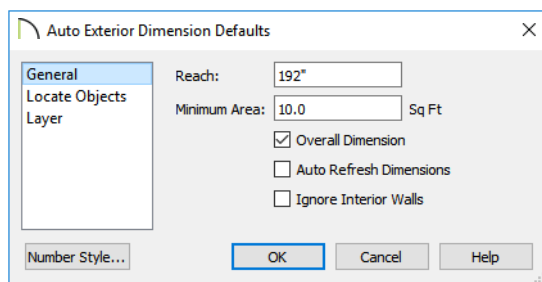 Auto Exterior Dimension Defaults
General
Locate Objects
Layer
Reach: 192"
Minimum Area: 10.0 Sq Ft
Overall Dimension
Auto Refresh Dimensions
Ignore Interior Walls
Number Style... OK Cancel Help